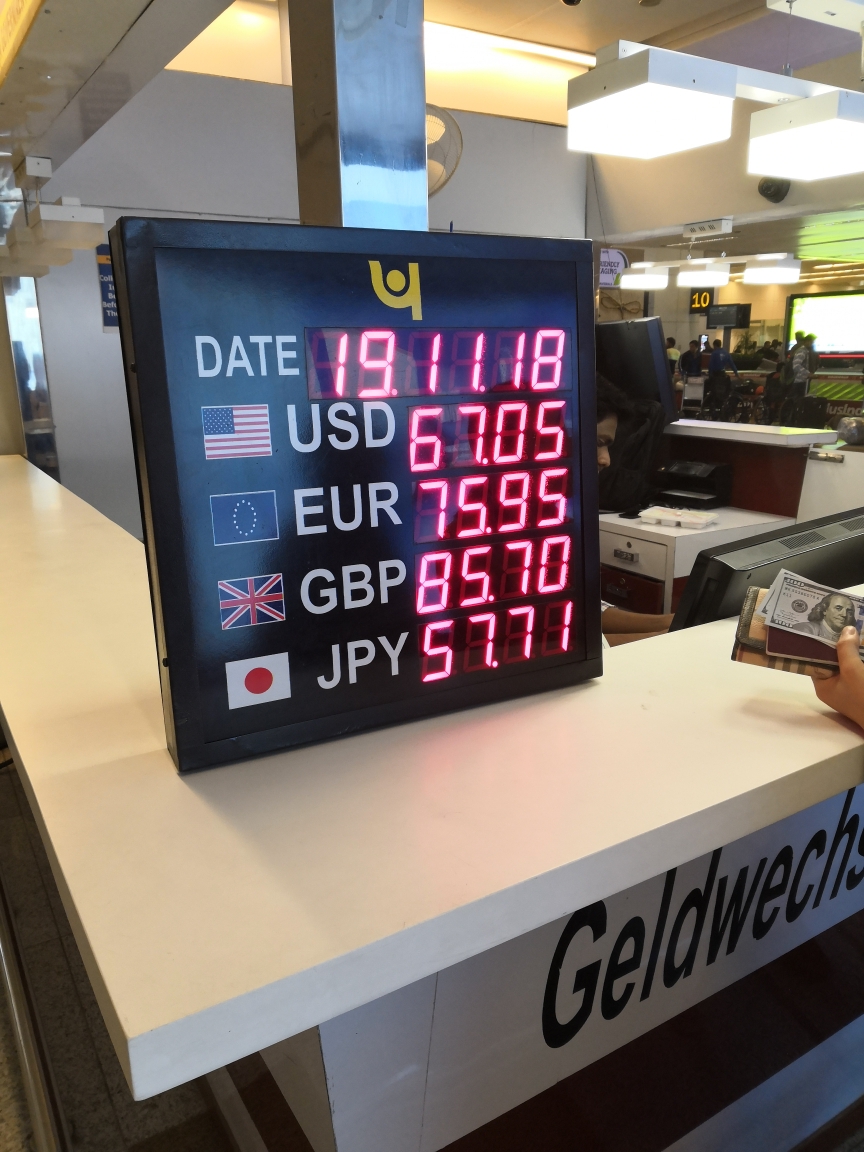 DATE 19.11.18
USD 67.05
EUR 75.95
GBP 85.70
JPY 57.71
10
Geldwechs